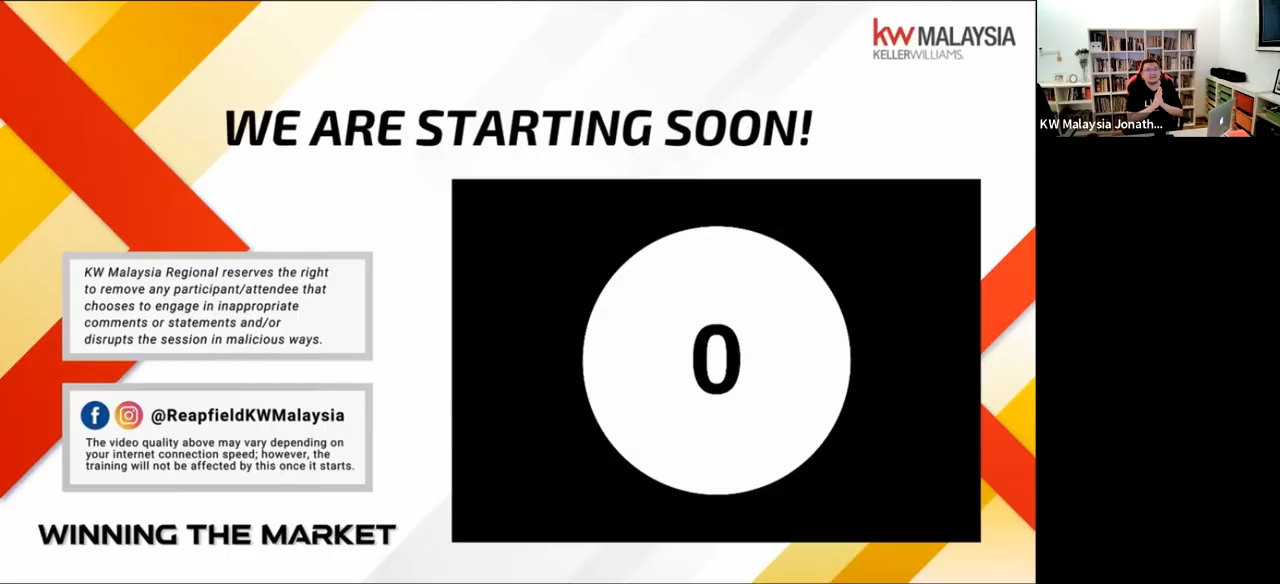 kw MALAYSIA
KELLERWILLIAMS.
WE ARE STARTING SOON!
KW Malaysia Regional reserves the right
to remove any participant/attendee that
chooses to engage in inappropriate
comments or statements and/or
disrupts the session in malicious ways.
@ReapfieldKWMalaysia
The video quality above may vary depending on
your internet connection speed; however, the
training will not be affected by this once it starts.
WINNING THE MARKET
0
KW Malaysia Jonath...